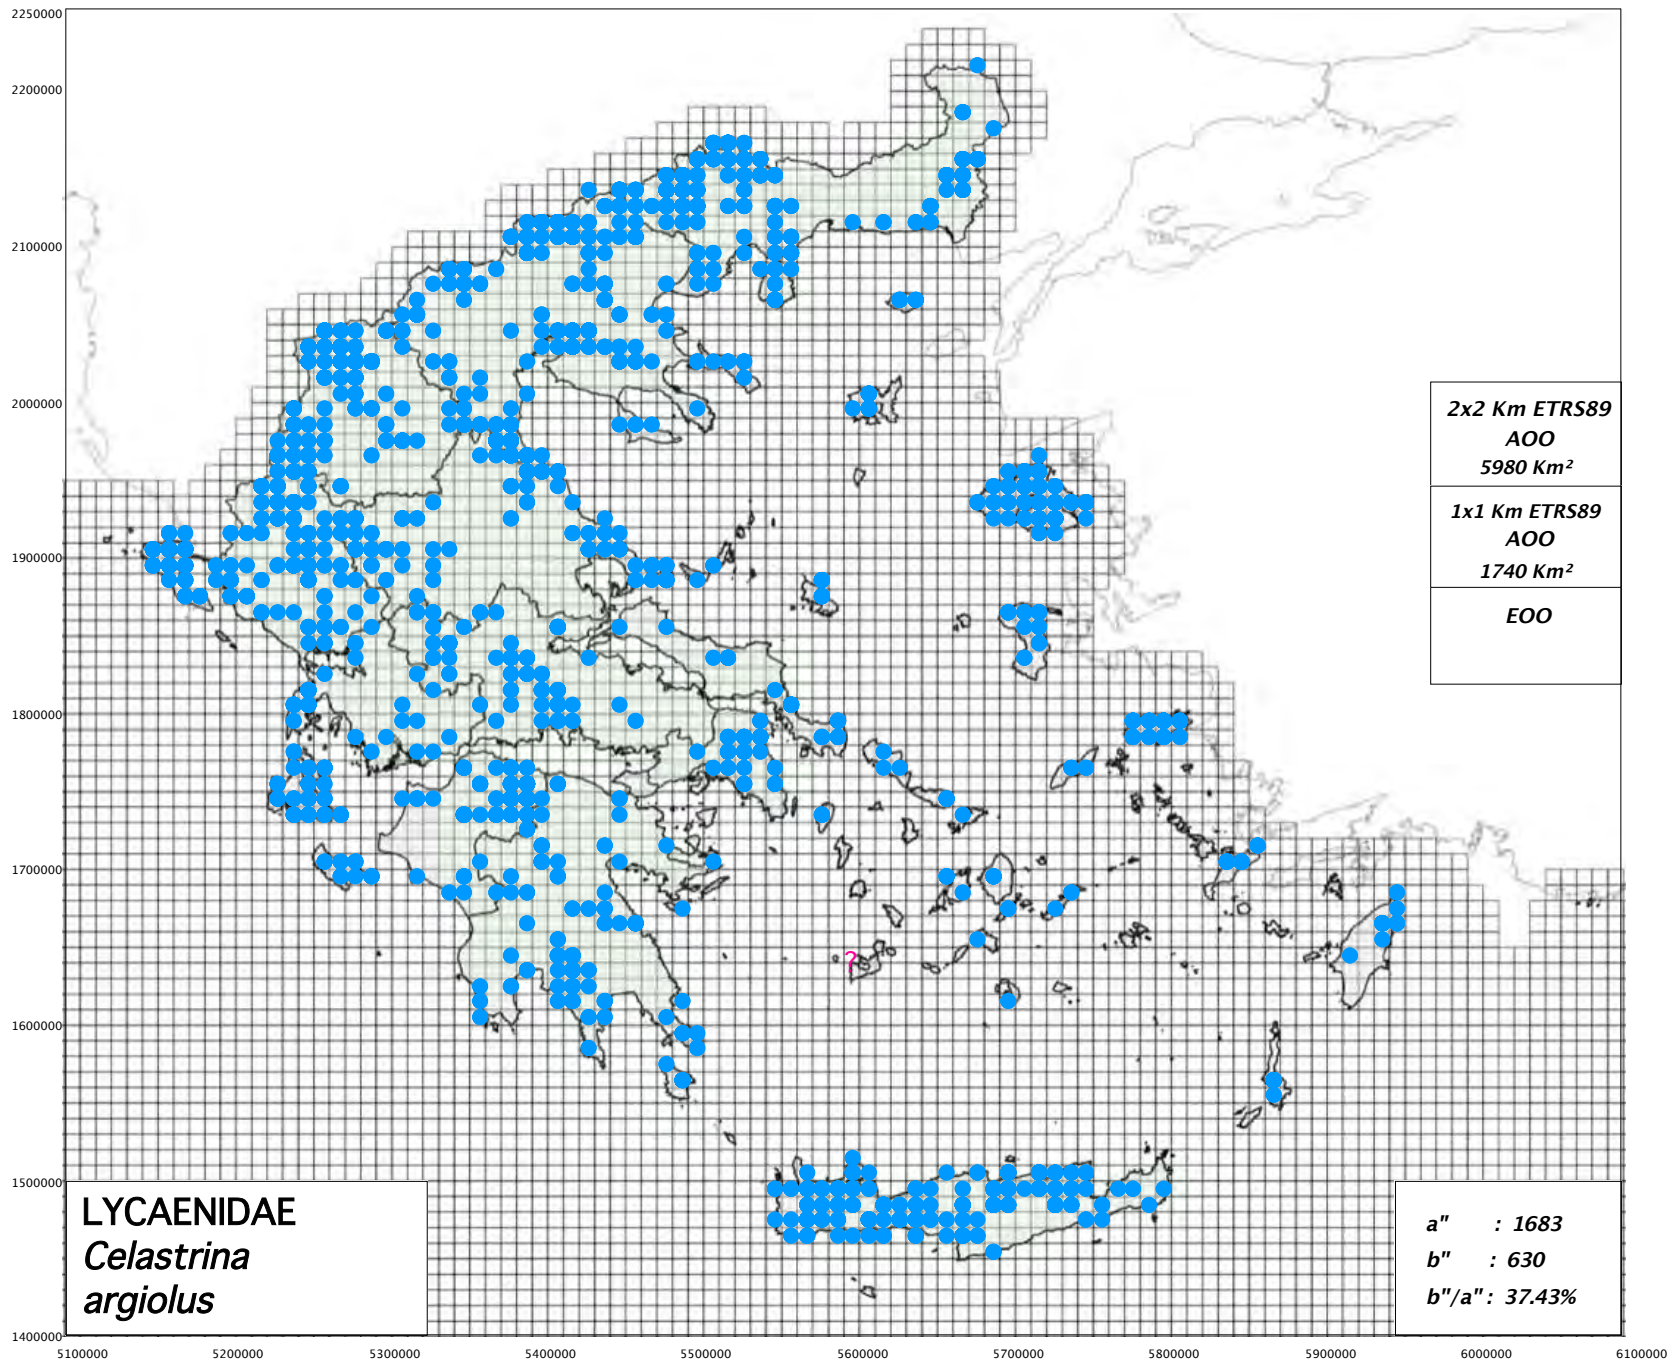 2250000
2200000
2100000
2000000
1900000
1800000
1700000
1600000
1500000
1400000
2x2 Km ETRS89
AOO
5980 Km²
1x1 Km ETRS89
AOO
1740 Km²
EOO
?
LYCAENIDAE
Celastrina
argiolus
a" : 1683
b" : 630
b"/a" : 37.43%
5100000 5200000 5300000 5400000 5500000 5600000 5700000 5800000 5900000 6000000 6100000